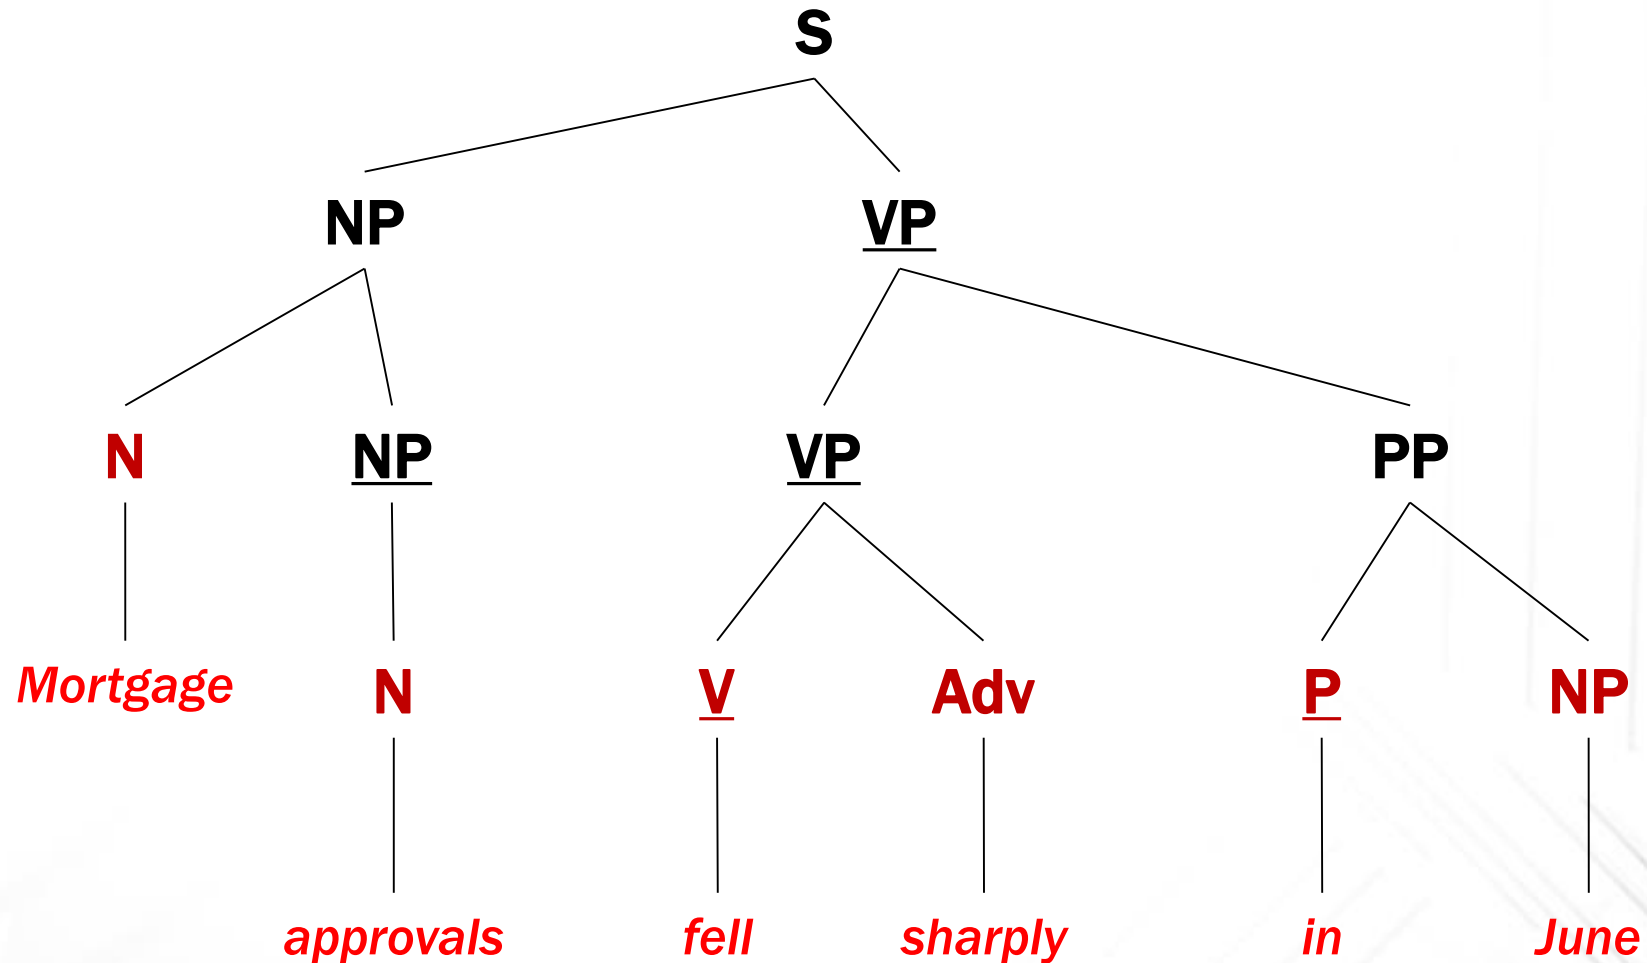 S
NP VP
N NP VP PP
Mortgage N V Adv P NP
approvals fell sharply in June